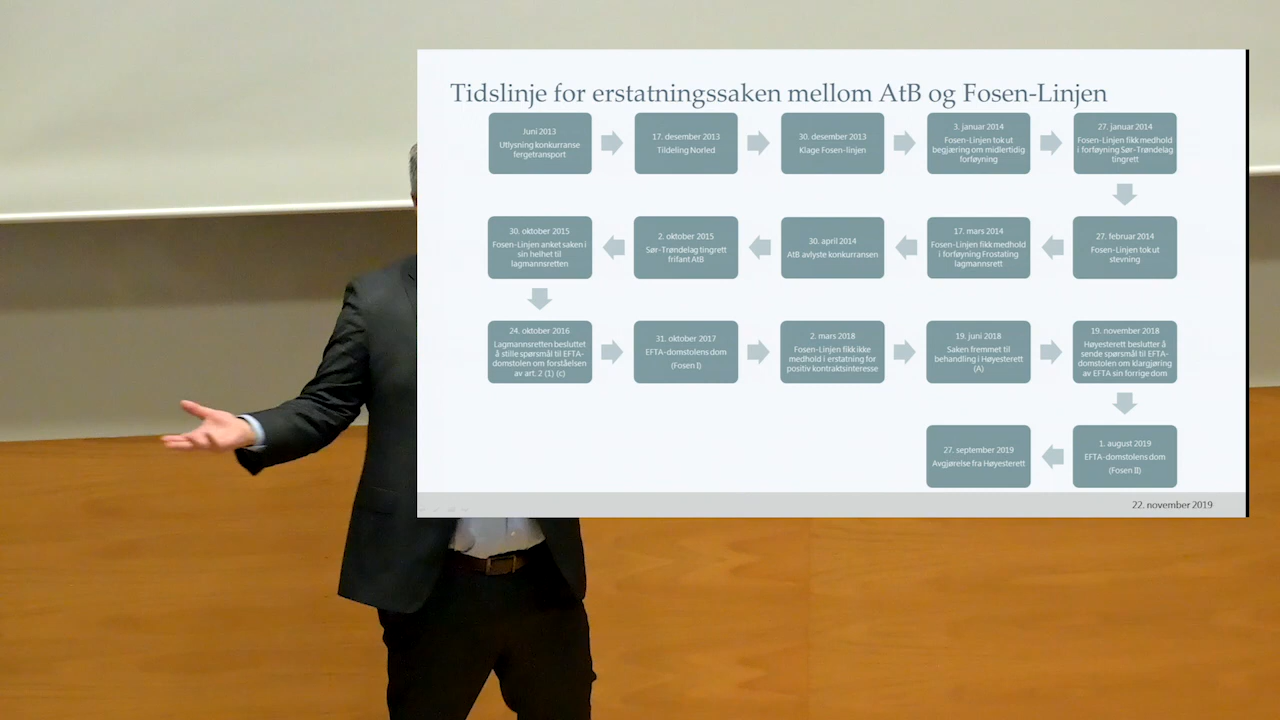 Tidslinje for erstatningssaken mellom AtB og Fosen-Linjen
Juni 2013
Utlysning konkurranse
fergetransport
17. desember 2013
Tildeling Norled
30. desember 2013
Klage Fosen-linjen
3. januar 2014
Fosen-Linjen tok ut
begjæring om midlertidig
forføyning
27. januar 2014
Fosen-Linjen fikk medhold
i forføyning Sør-Trøndelag
tingrett
27. februar 2014
Fosen-Linjen tok ut
stevning
17. mars 2014
Fosen-Linjen fikk medhold
i forføyning Frostating
lagmannsrett
30. april 2014
AtB avlyste konkurransen
2. oktober 2015
Sør-Trøndelag tingrett
frifant AtB
30. oktober 2015
Fosen-Linjen anket saken i
sin helhet til
lagmannsretten
24. oktober 2016
Lagmannsretten besluttet
å stille spørsmål til EFTA-
domstolen om forståelsen
av art. 2 (1) (c)
31. oktober 2017
EFTA-domstolens dom
(Fosen I)
2. mars 2018
Fosen-Linjen fikk ikke
medhold i erstatning for
positiv kontraktsinteresse
19. juni 2018
Saken fremmet til
behandling i Høyesterett
(A)
19. november 2018
Høyesterett beslutter å
sende spørsmål til EFTA-
domstolen om klargjøring
av EFTA sin forrige dom
1. august 2019
EFTA-domstolens dom
(Fosen II)
27. september 2019
Avgjørelse fra Høyesterett
22. november 2019